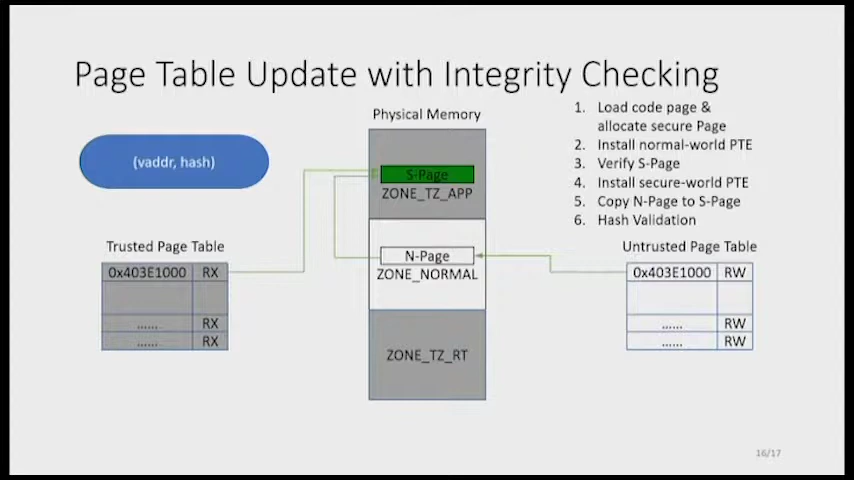 Page Table Update with Integrity Checking
(vaddr, hash)
Physical Memory
S-Page
ZONE_TZ_APP
N-Page
ZONE_NORMAL
ZONE_TZ_RT
1. Load code page &
allocate secure Page
2. Install normal-world PTE
3. Verify S-Page
4. Install secure-world PTE
5. Copy N-Page to S-Page
6. Hash Validation
Trusted Page Table
0x403E1000 RX
...... RX
...... RX
Untrusted Page Table
0x403E1000 RW
...... RW
...... RW
16/17